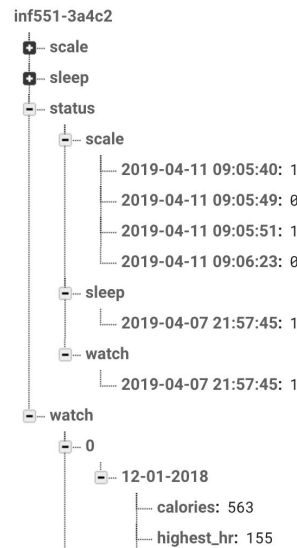 inf551-3a4c2
scale
sleep
status
scale
2019-04-11 09:05:40: 1
2019-04-11 09:05:49: 0
2019-04-11 09:05:51: 1
2019-04-11 09:06:23: 0
sleep
2019-04-07 21:57:45: 1
watch
2019-04-07 21:57:45: 1
watch
0
12-01-2018
calories: 563
highest_hr: 155